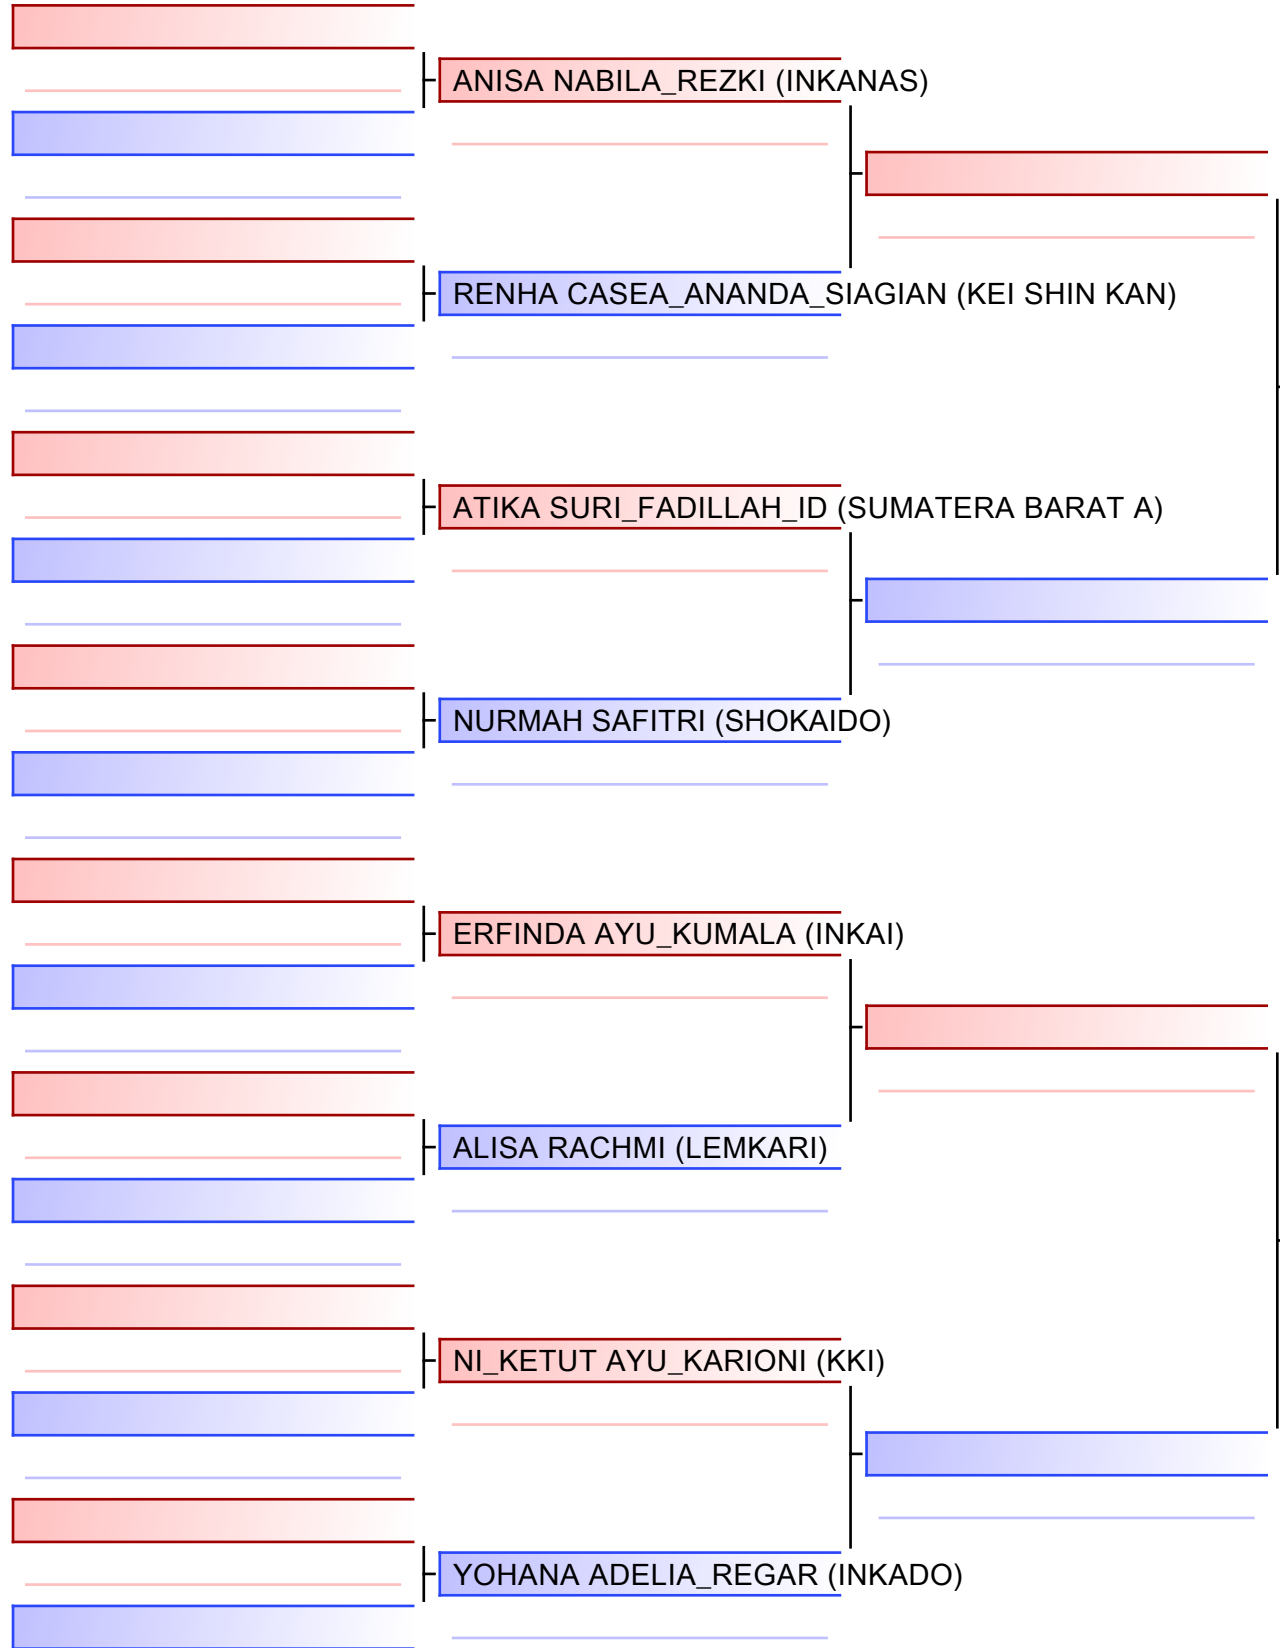 ANISA NABILA_REZKI (INKANAS)
RENHA CASEA_ANANDA_SIAGIAN (KEI SHIN KAN)
ATIKA SURI_FADILLAH_ID (SUMATERA BARAT A)
NURMAH SAFITRI (SHOKAIDO)
ERFINDA AYU_KUMALA (INKAI)
ALISA RACHMI (LEMKARI)
NI_KETUT AYU_KARIONI (KKI)
YOHANA ADELIA_REGAR (INKADO)